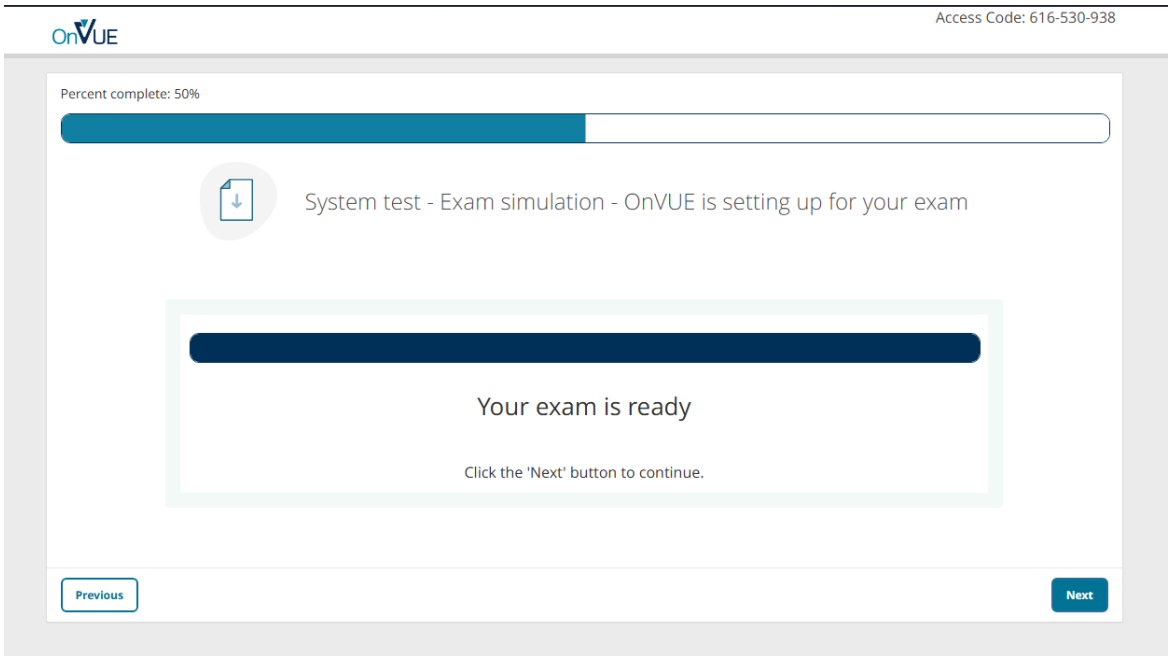 OnVUE
Access Code: 616-530-938
Percent complete: 50%
System test - Exam simulation - OnVUE is setting up for your exam
Your exam is ready
Click the 'Next' button to continue.
Previous
Next